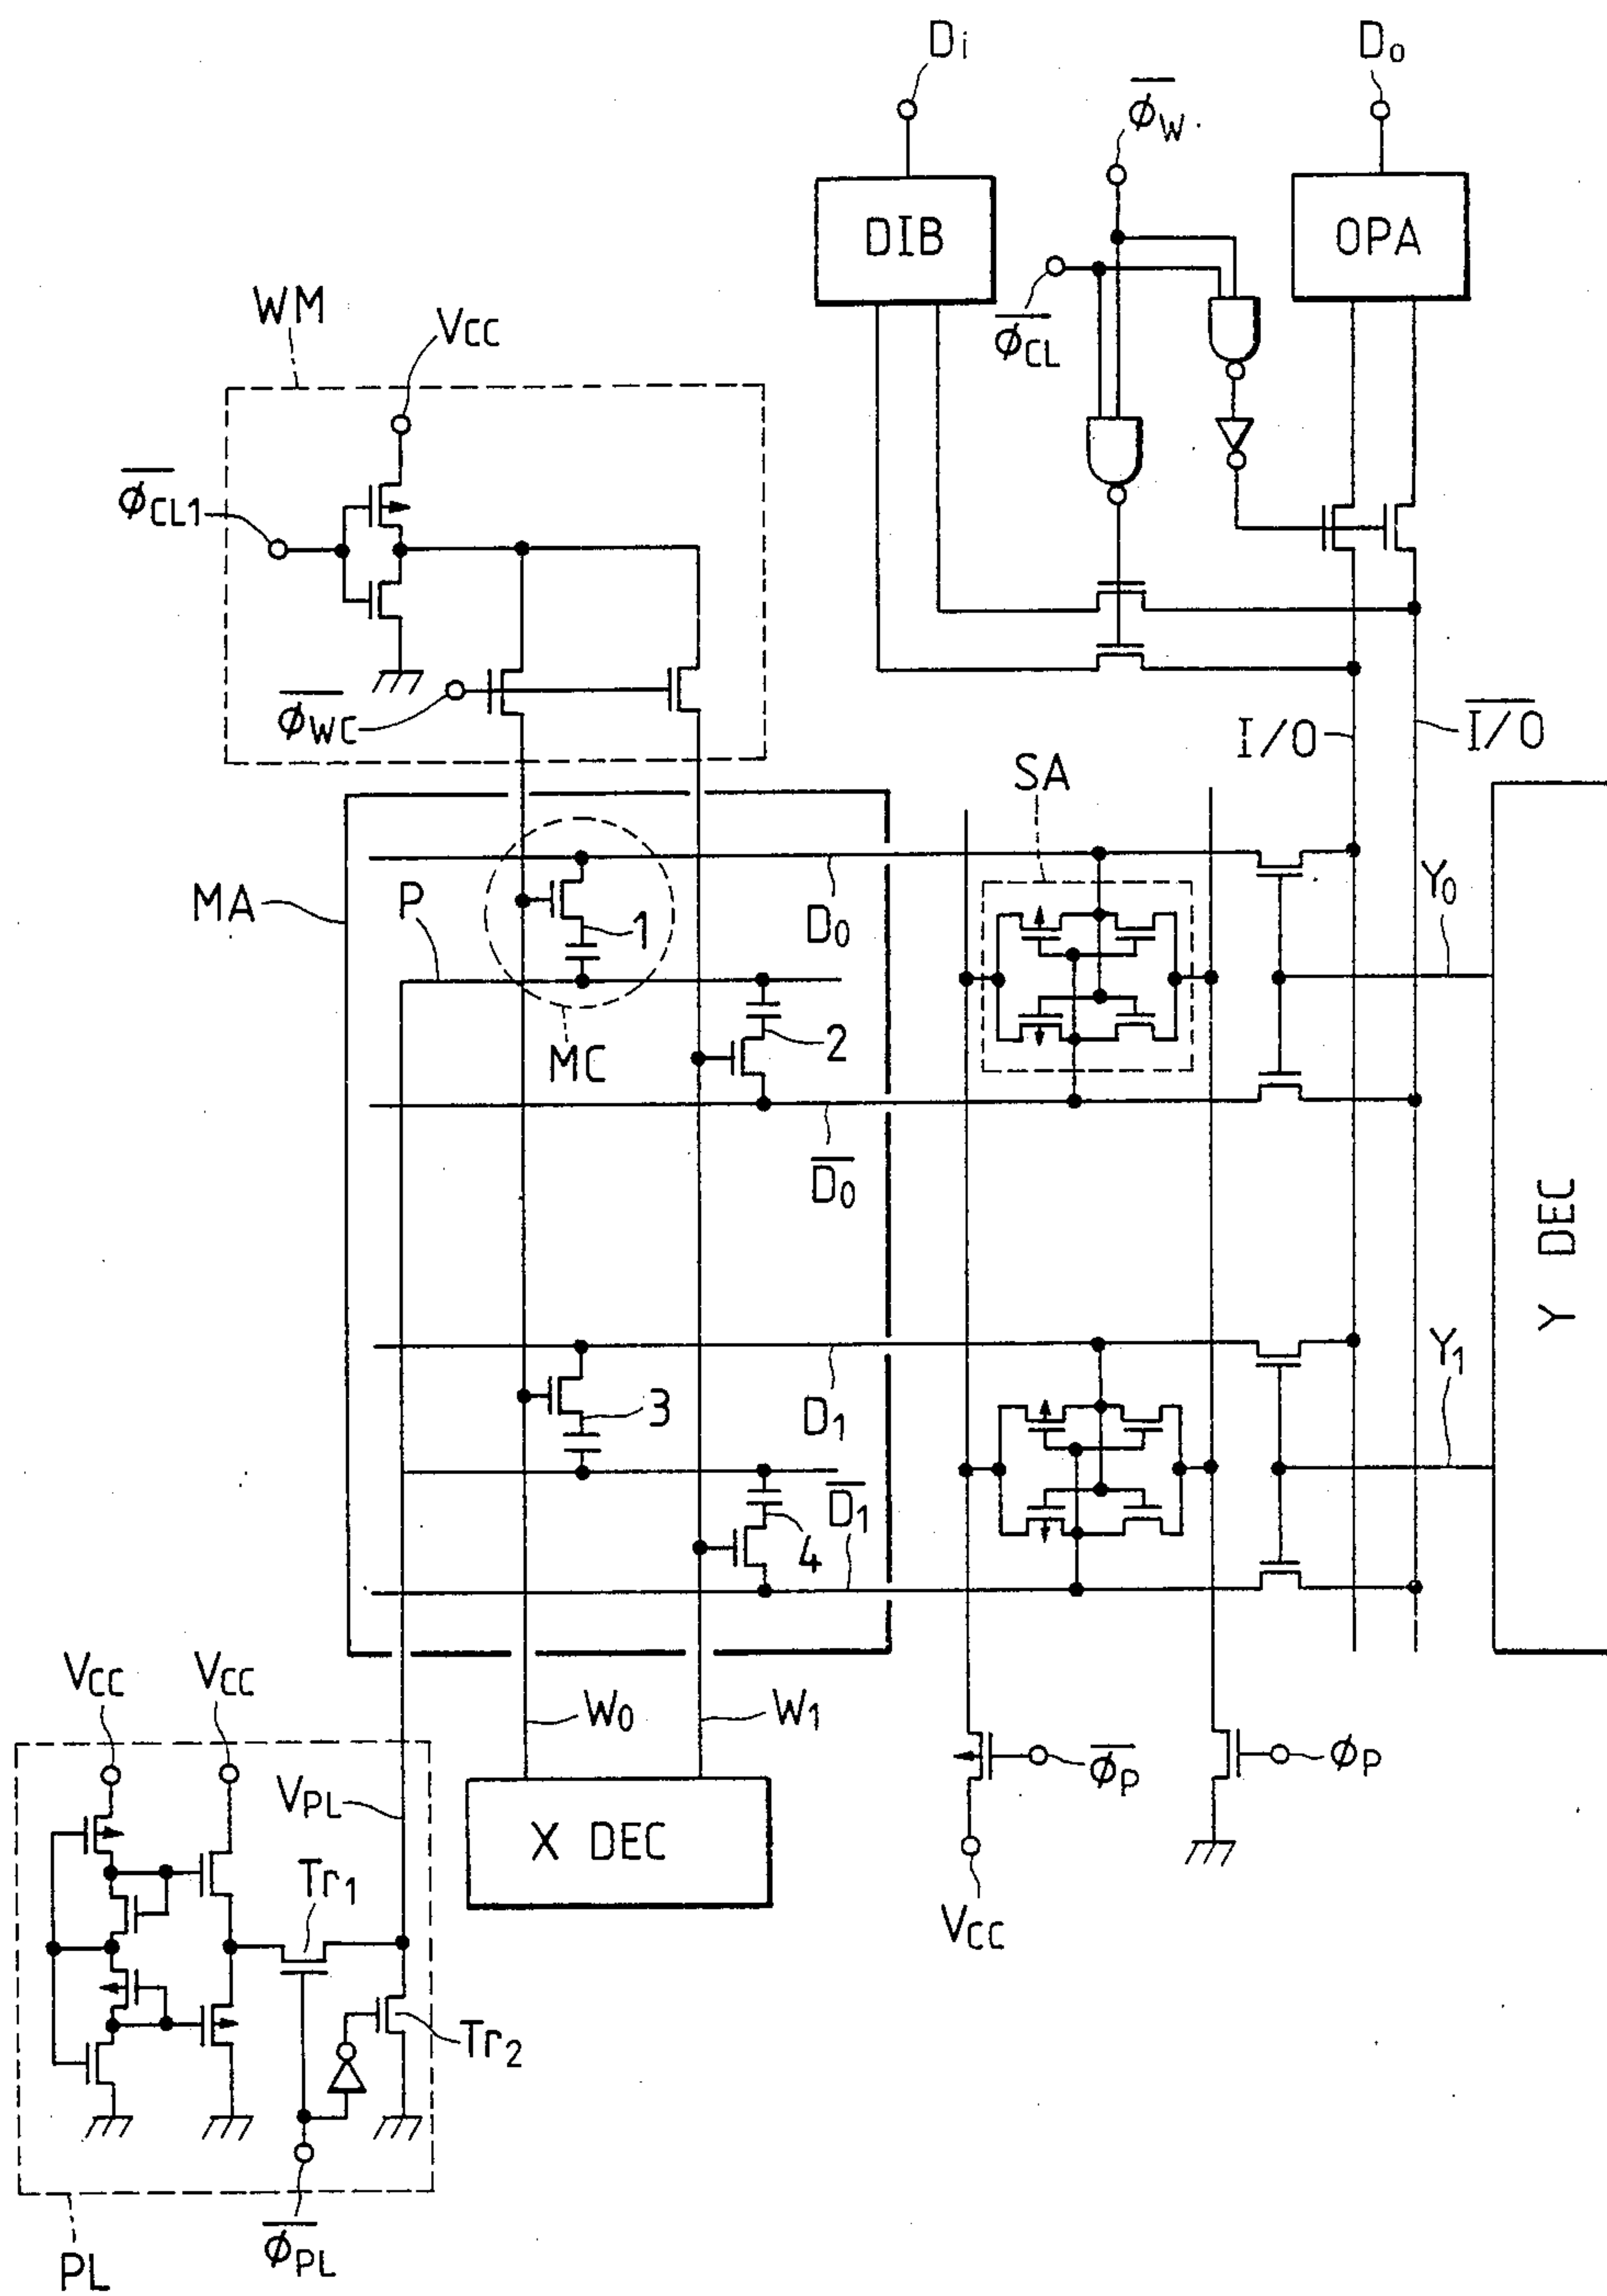 Di
Do
φW
DIB
OPA
φCL
WM
VCC
φCL1
φWC
I/O
I/O
SA
MA
P
1
D0
Y0
2
MC
D0
Y DEC
3
D1
Y1
D1
4
VCC
VCC
W0
W1
φP
φP
VPL
X DEC
Tr1
VCC
Tr2
φPL
PL